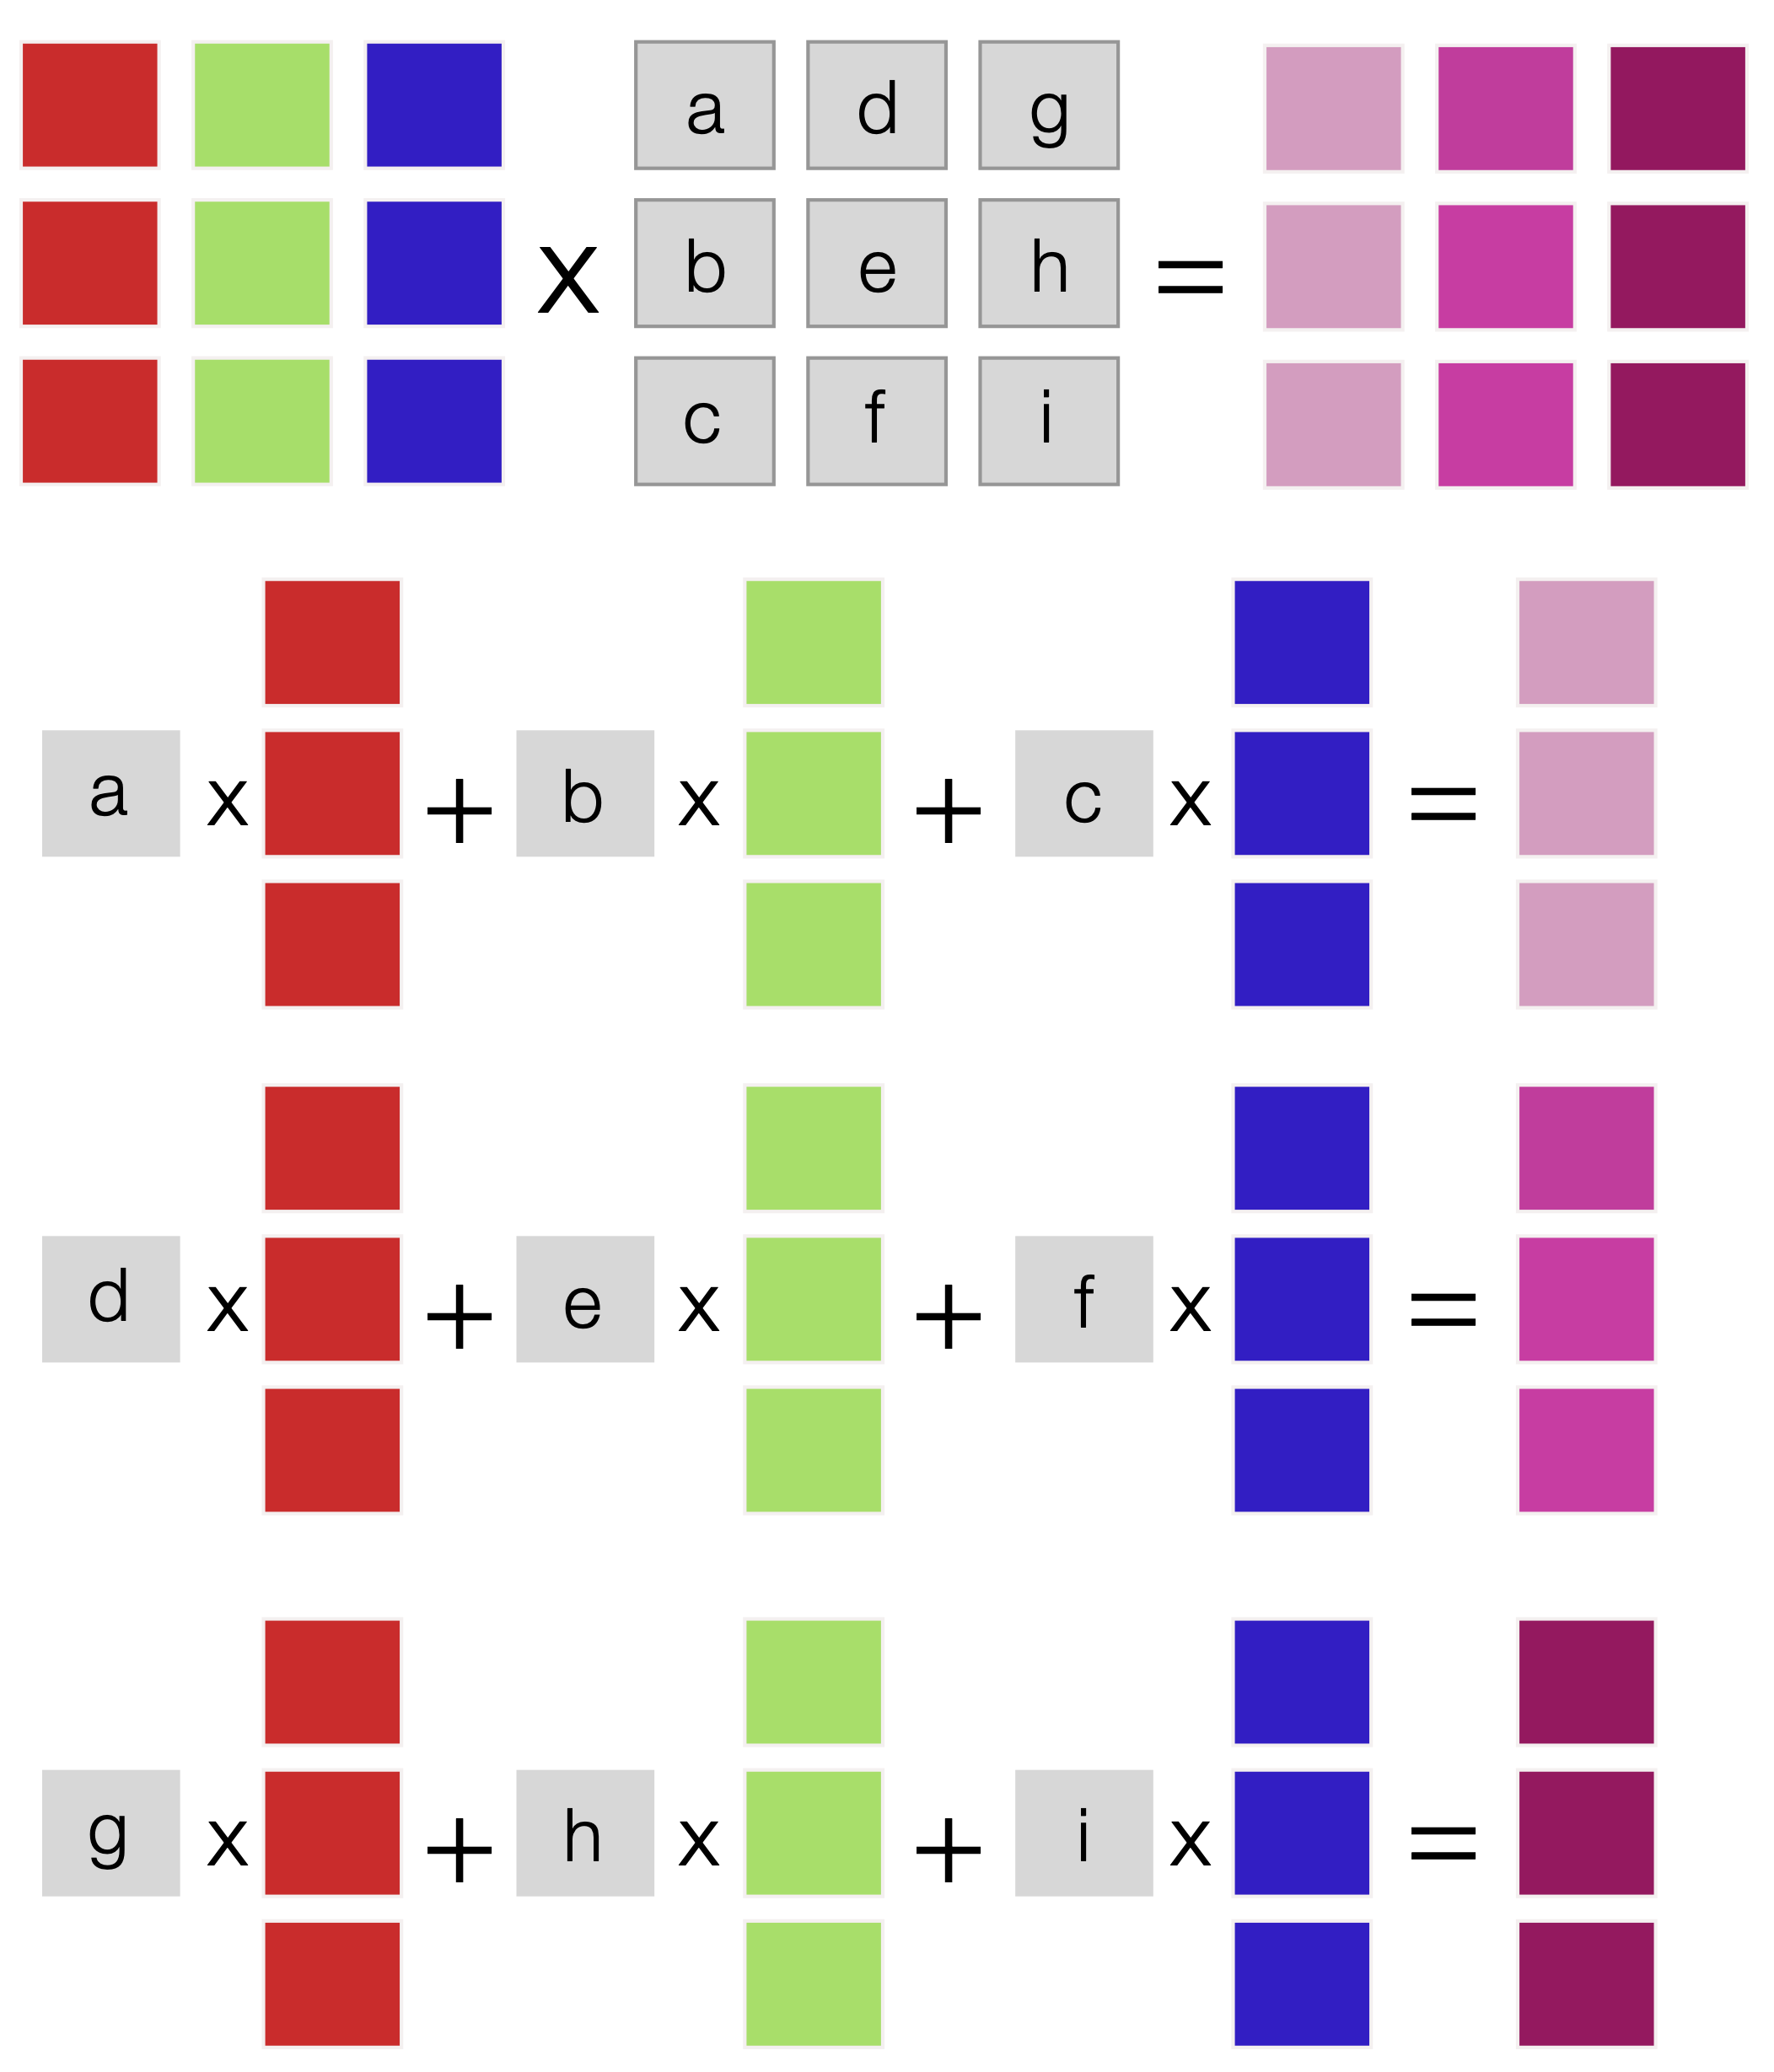 a d g
x b e h =
c f i
a x + b x + c x =
d x + e x + f x =
g x + h x + i x =